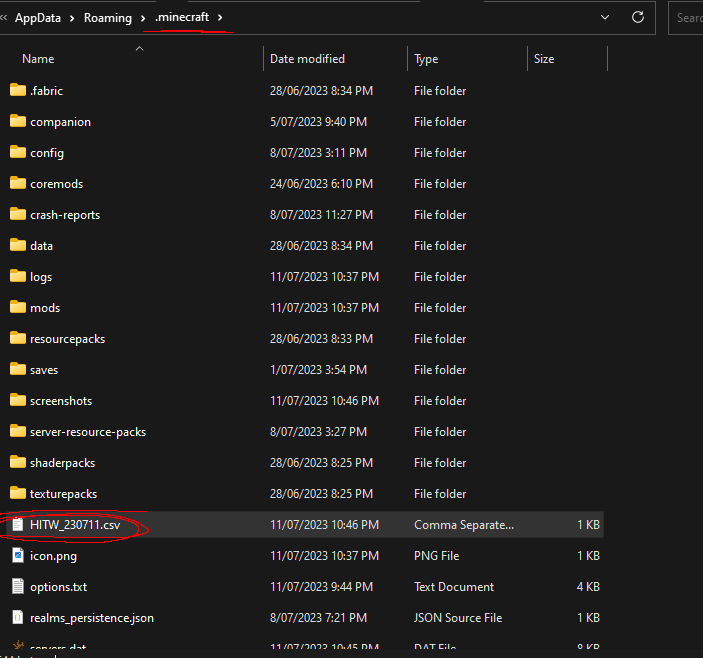 « AppData > Roaming > .minecraft >
Sear
Name Date modified Type Size
.fabric 28/06/2023 8:34 PM File folder
companion 5/07/2023 9:40 PM File folder
config 8/07/2023 3:11 PM File folder
coremods 24/06/2023 6:10 PM File folder
crash-reports 8/07/2023 11:27 PM File folder
data 28/06/2023 8:34 PM File folder
logs 11/07/2023 10:37 PM File folder
mods 11/07/2023 10:37 PM File folder
resourcepacks 28/06/2023 8:33 PM File folder
saves 1/07/2023 3:54 PM File folder
screenshots 11/07/2023 10:46 PM File folder
server-resource-packs 8/07/2023 3:27 PM File folder
shaderpacks 28/06/2023 8:25 PM File folder
texturepacks 28/06/2023 8:25 PM File folder
HITW_230711.csv 11/07/2023 10:46 PM Comma Separate... 1 KB
icon.png 11/07/2023 10:37 PM PNG File 1 KB
options.txt 11/07/2023 9:44 PM Text Document 4 KB
realms_persistence.json 8/07/2023 7:21 PM JSON Source File 1 KB
servers.dat 11/07/2023 10:45 PM DAT File 8 KB